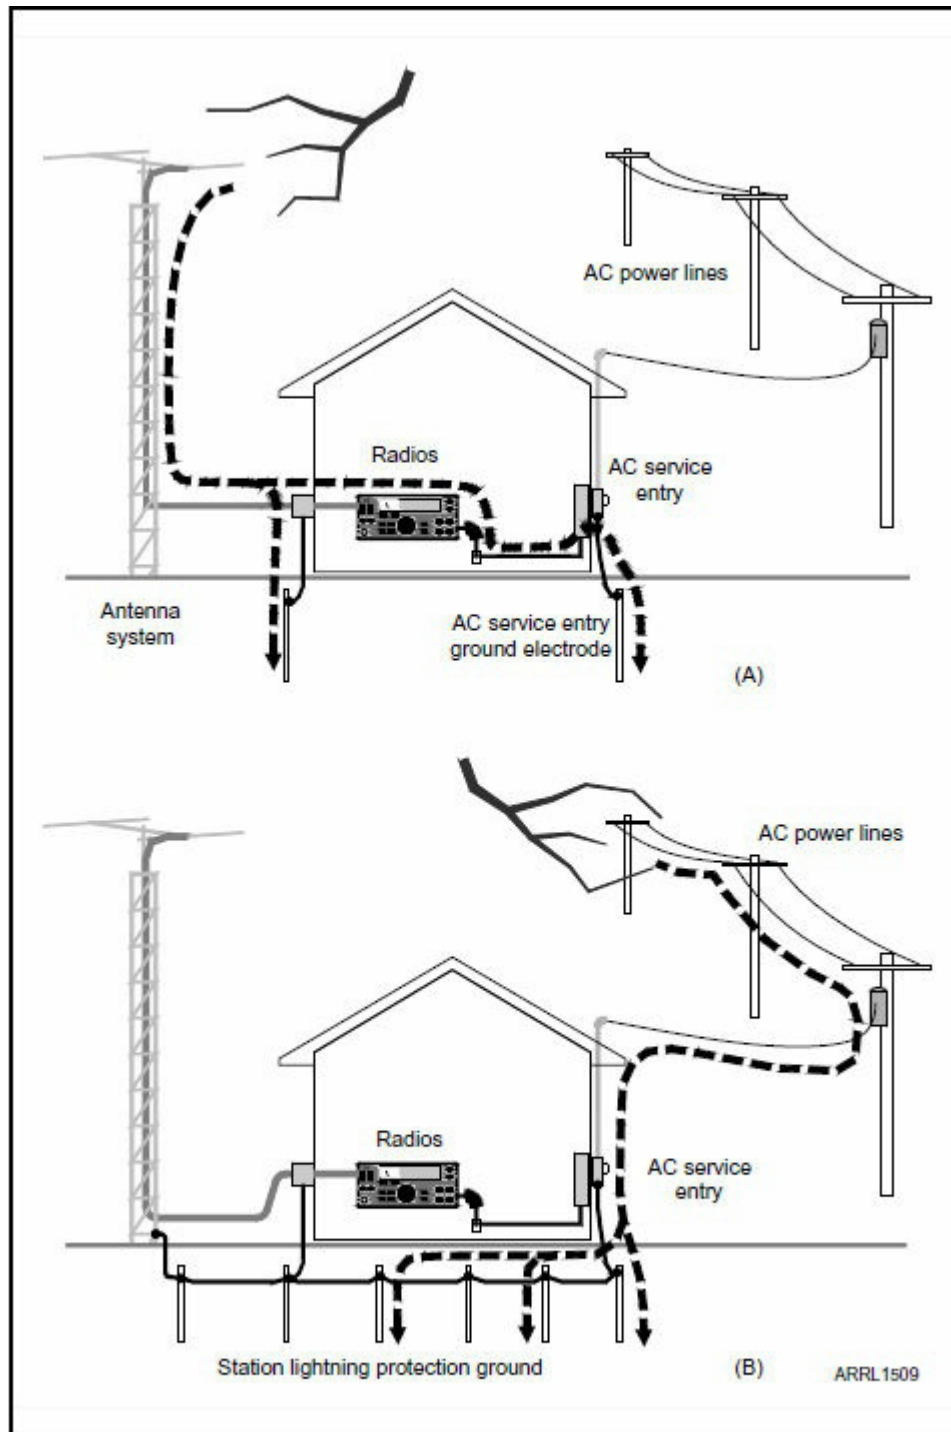 AC power lines
Radios
AC service
entry
Antenna
system
AC service entry
ground electrode
(A)
AC power lines
Radios
AC service
entry
Station lightning protection ground
(B)
ARRL1509